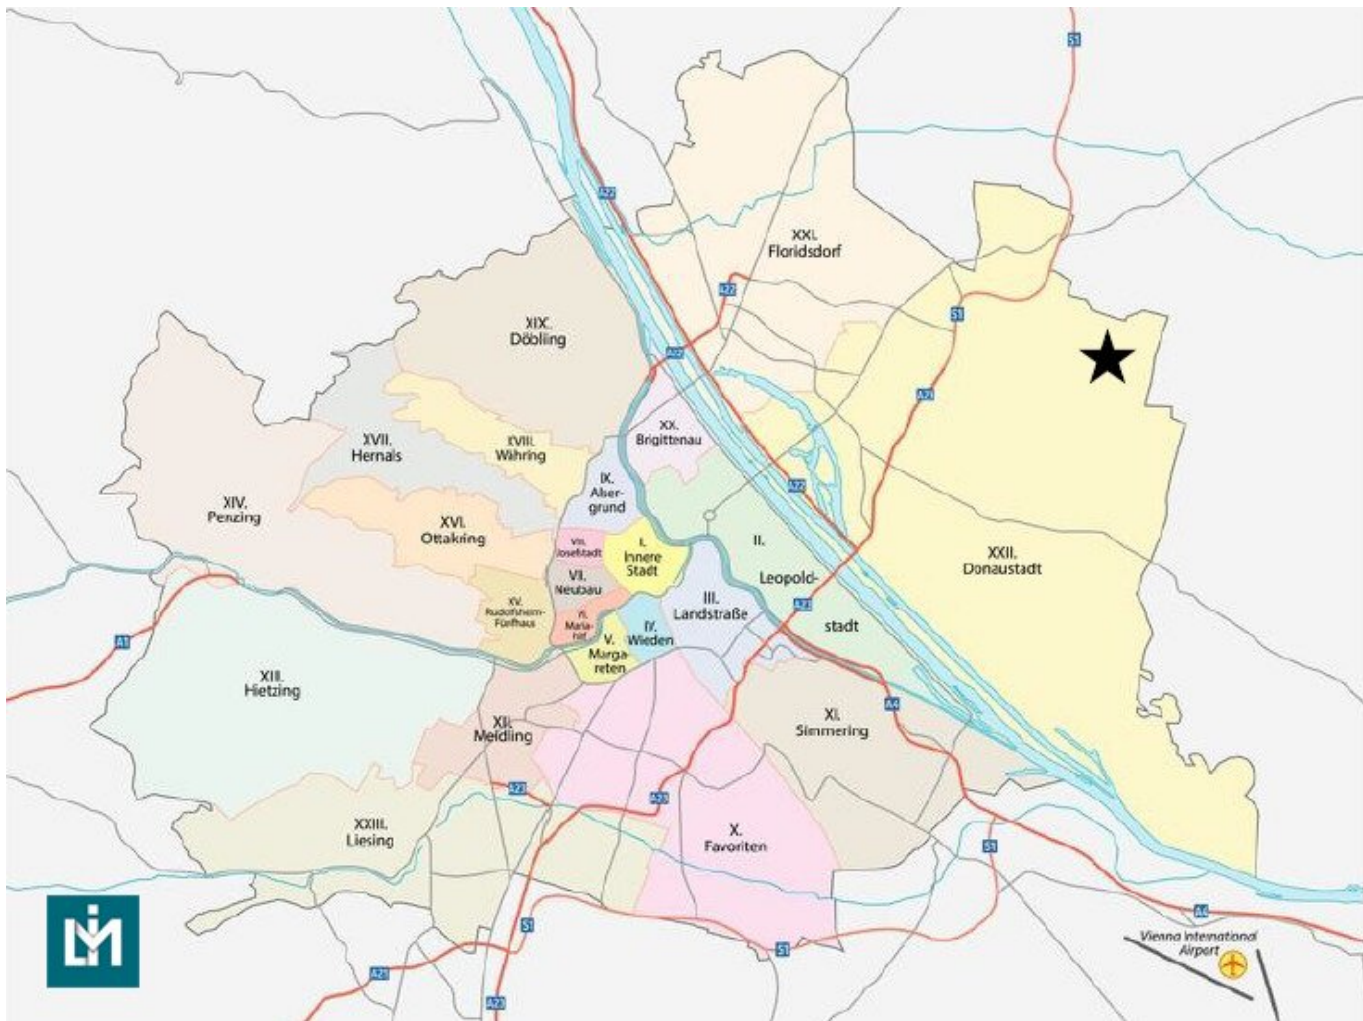 S1
A22
XXI.
Floridsdorf
A22
S1
XIX.
Döbling
A22
A23
XX.
Brigittenau
XVII.
Hernals
XVIII.
Währing
IX.
Alser-
grund
A22
XIV.
Penzing
XVI.
Ottakring
VIII.
Josefstadt
I.
Innere
Stadt
II.
Leopold-
stadt
XXII.
Donaustadt
VII.
Neubau
XV.
Rudolfsheim-
Fünfhaus
VI.
Maria-
hilf
III.
Landstraße
A23
IV.
Wieden
V.
Marga-
reten
A1
XIII.
Hietzing
XII.
Meidling
A4
XI.
Simmering
A23
A23
XXIII.
Liesing
X.
Favoriten
S1
A4
S1
S1
Vienna International
Airport
A21
A23
IM